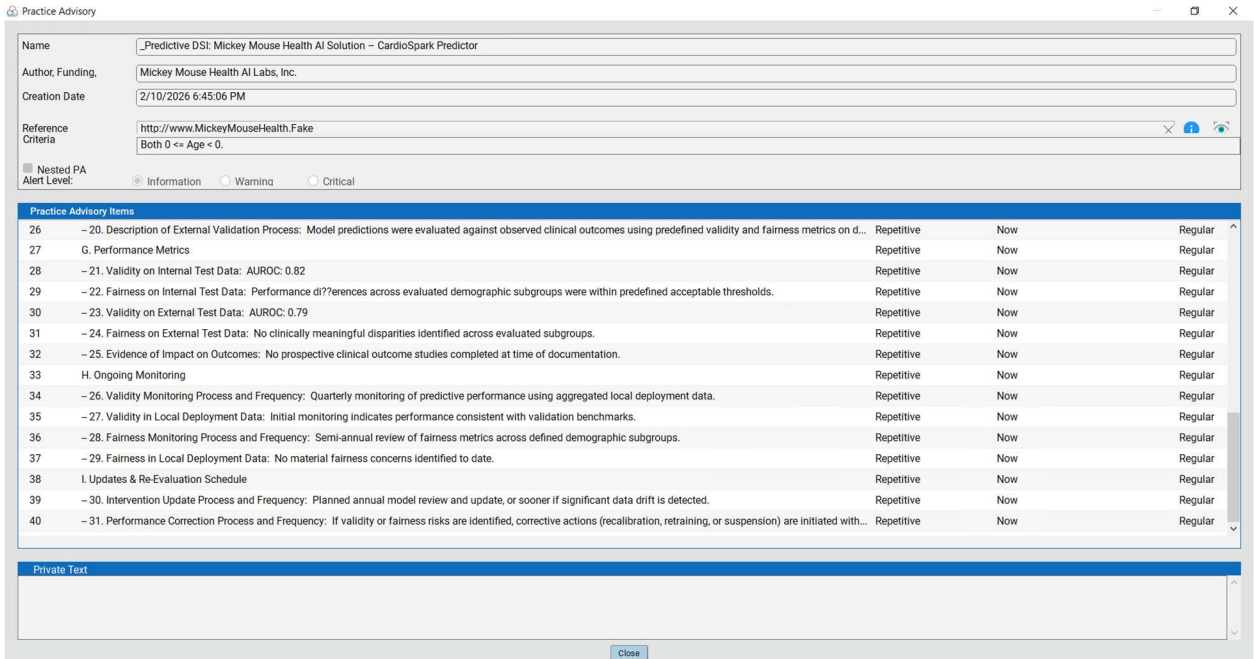 Practice Advisory
Name _Predictive DSI: Mickey Mouse Health AI Solution – CardioSpark Predictor
Author, Funding, Mickey Mouse Health AI Labs, Inc.
Creation Date 2/10/2026 6:45:06 PM
Reference http://www.MickeyMouseHealth.Fake
Criteria Both 0 <= Age < 0.
Nested PA
Alert Level: Information Warning Critical
Practice Advisory Items
26 -- 20. Description of External Validation Process: Model predictions were evaluated against observed clinical outcomes using predefined validity and fairness metrics on d... Repetitive Now Regular
27 G. Performance Metrics Repetitive Now Regular
28 -- 21. Validity on Internal Test Data: AUROC: 0.82 Repetitive Now Regular
29 -- 22. Fairness on Internal Test Data: Performance di??erences across evaluated demographic subgroups were within predefined acceptable thresholds. Repetitive Now Regular
30 -- 23. Validity on External Test Data: AUROC: 0.79 Repetitive Now Regular
31 -- 24. Fairness on External Test Data: No clinically meaningful disparities identified across evaluated subgroups. Repetitive Now Regular
32 -- 25. Evidence of Impact on Outcomes: No prospective clinical outcome studies completed at time of documentation. Repetitive Now Regular
33 H. Ongoing Monitoring Repetitive Now Regular
34 -- 26. Validity Monitoring Process and Frequency: Quarterly monitoring of predictive performance using aggregated local deployment data. Repetitive Now Regular
35 -- 27. Validity in Local Deployment Data: Initial monitoring indicates performance consistent with validation benchmarks. Repetitive Now Regular
36 -- 28. Fairness Monitoring Process and Frequency: Semi-annual review of fairness metrics across defined demographic subgroups. Repetitive Now Regular
37 -- 29. Fairness in Local Deployment Data: No material fairness concerns identified to date. Repetitive Now Regular
38 I. Updates & Re-Evaluation Schedule Repetitive Now Regular
39 -- 30. Intervention Update Process and Frequency: Planned annual model review and update, or sooner if significant data drift is detected. Repetitive Now Regular
40 -- 31. Performance Correction Process and Frequency: If validity or fairness risks are identified, corrective actions (recalibration, retraining, or suspension) are initiated with... Repetitive Now Regular
Private Text
Close